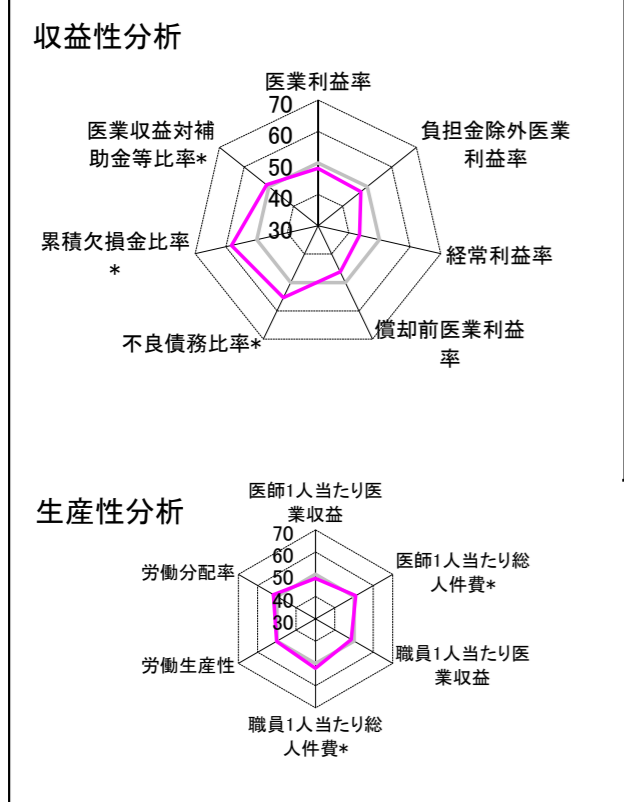 収益性分析
医業利益率
70
60
50
40
30
負担金除外医業
利益率
経常利益率
償却前医業利益
率
不良債務比率*
累積欠損金比率
*
医業収益対補
助金等比率*
生産性分析
医師1人当たり医
業収益
70
60
50
40
30
医師1人当たり総
人件費*
職員1人当たり医
業収益
職員1人当たり総
人件費*
労働生産性
労働分配率